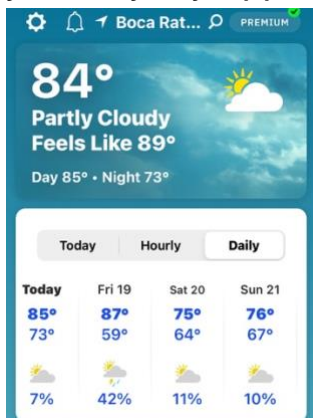 Boca Rat... PREMIUM
84°
Partly Cloudy
Feels Like 89°
Day 85° • Night 73°
Today Hourly Daily
Today Fri 19 Sat 20 Sun 21
85° 87° 75° 76°
73° 59° 64° 67°
7% 42% 11% 10%